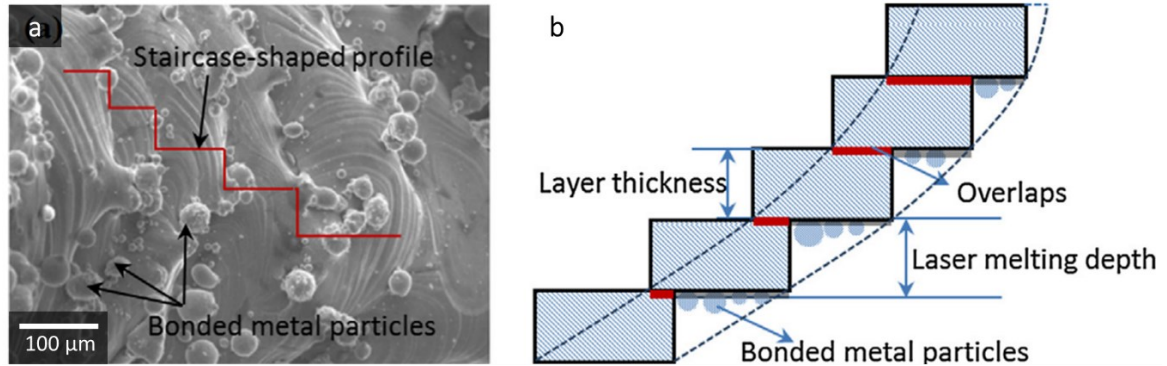 a
(a)
Staircase-shaped profile
Bonded metal particles
100 μm
b
Layer thickness
Overlaps
Laser melting depth
Bonded metal particles